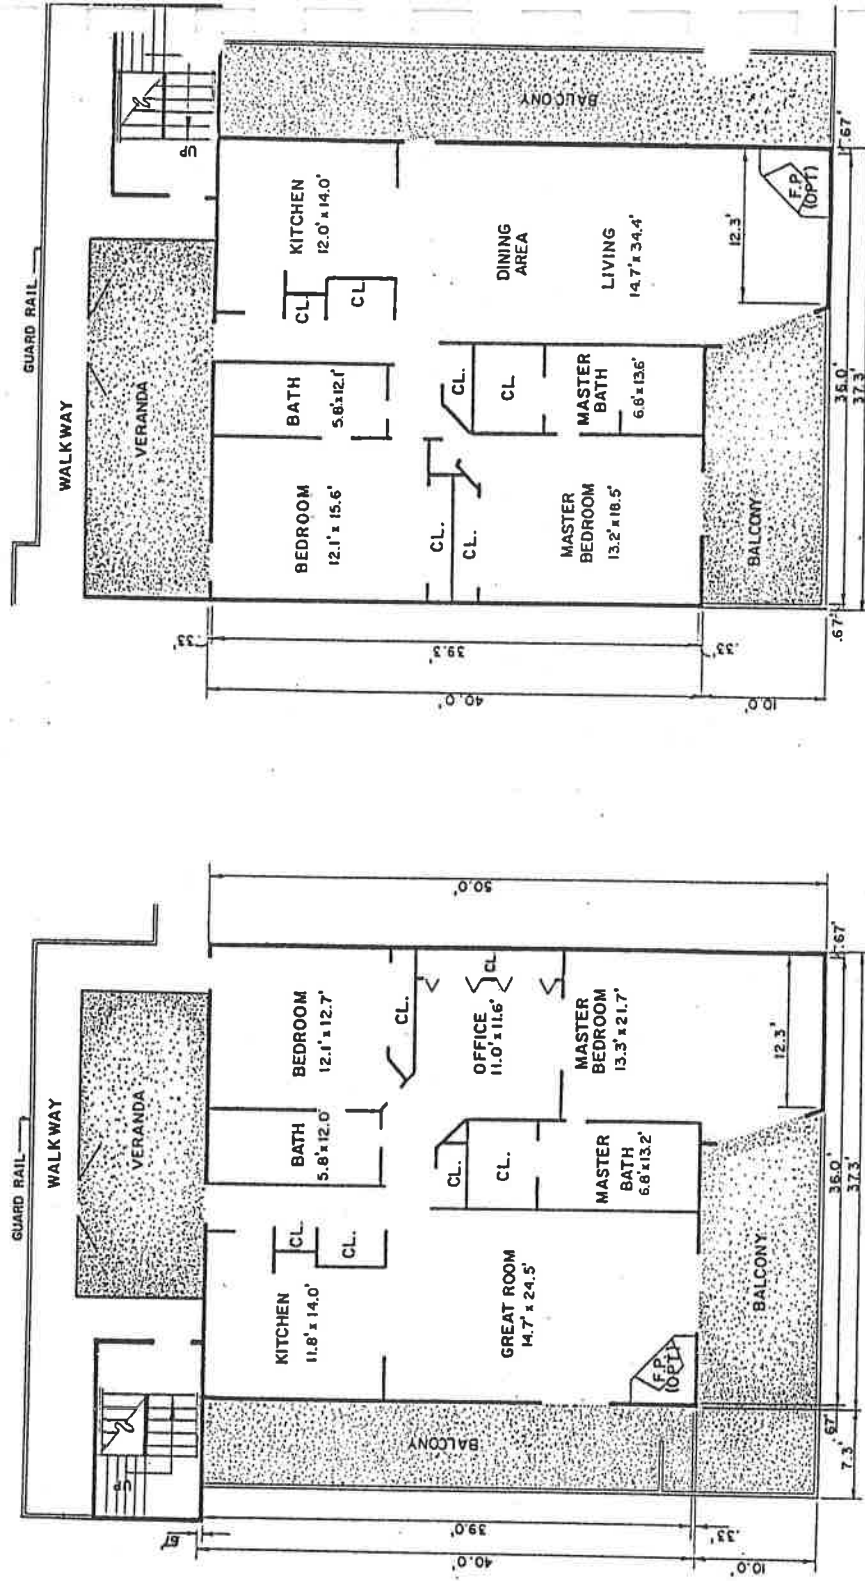 GUARD RAIL
WALKWAY
VERANDA
UP
BALCONY
KITCHEN
12.0' x 14.0'
CL.
CL.
BATH
5.8' x 12.1'
BEDROOM
12.1' x 15.6'
DINING
AREA
LIVING
14.7' x 34.4'
CL.
CL.
MASTER
BATH
6.8' x 13.6'
CL.
CL.
MASTER
BEDROOM
13.2' x 18.5'
F.P.
(OPT)
12.3'
BALCONY
.67'
36.0'
37.3'
.67'
.33'
39.3'
.33'
40.0'
10.0'
GUARD RAIL
WALKWAY
VERANDA
UP
BALCONY
KITCHEN
11.8' x 14.0'
CL.
CL.
BATH
5.8' x 12.0'
BEDROOM
12.1' x 12.7'
CL.
GREAT ROOM
14.7' x 24.5'
CL.
CL.
OFFICE
11.0' x 11.6'
CL.
MASTER
BATH
6.8' x 13.2'
MASTER
BEDROOM
13.3' x 21.7'
F.P.
(OPT)
BALCONY
12.3'
50.0'
.67'
36.0'
37.3'
.67'
7.3'
.67'
39.0'
.33'
40.0'
10.0'